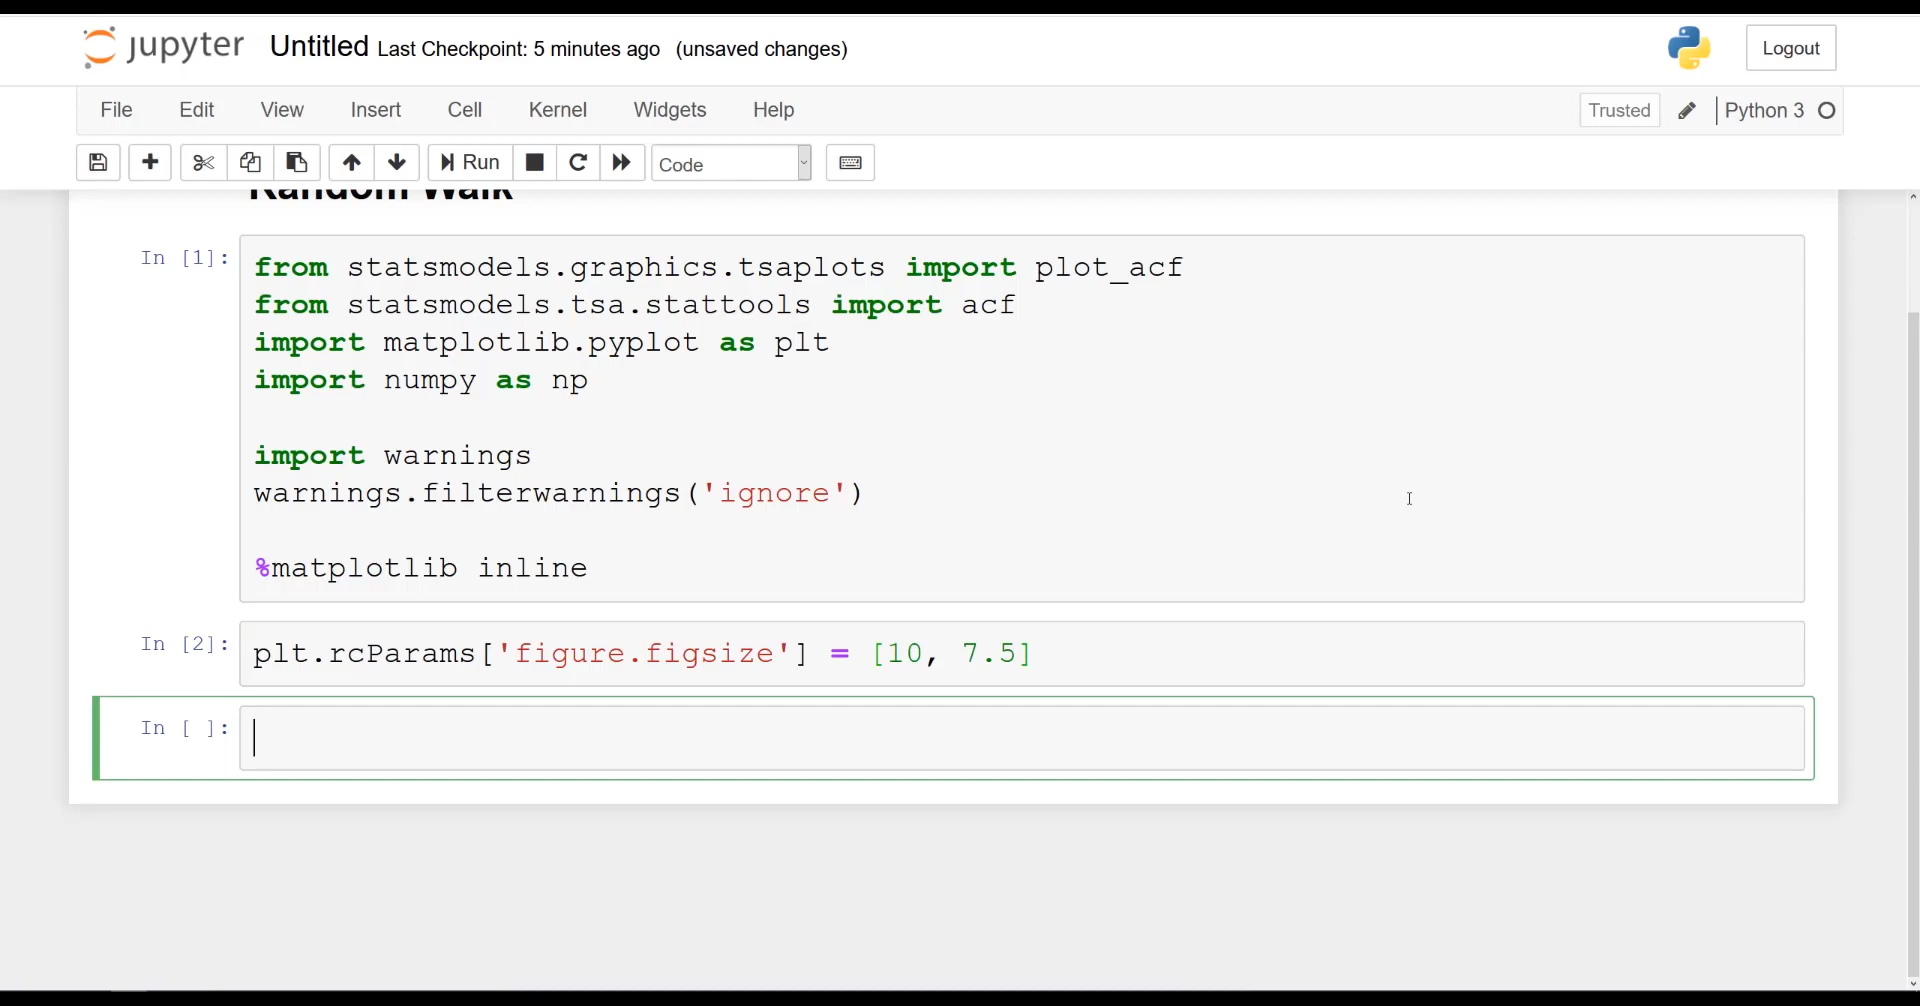 jupyter Untitled Last Checkpoint: 5 minutes ago (unsaved changes)
Logout
File Edit View Insert Cell Kernel Widgets Help
Trusted Python 3
Run Code
Random Walk
In [1]:
from statsmodels.graphics.tsaplots import plot_acf
from statsmodels.tsa.stattools import acf
import matplotlib.pyplot as plt
import numpy as np
import warnings
warnings.filterwarnings('ignore')
%matplotlib inline
In [2]:
plt.rcParams['figure.figsize'] = [10, 7.5]
In [ ]: